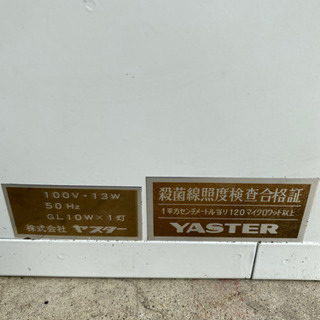 100V・13W
50Hz
GL10W×1灯
株式会社 ヤスター
殺菌線照度検査合格証
1平方センチメートル当り120マイクロワット以上
YASTER